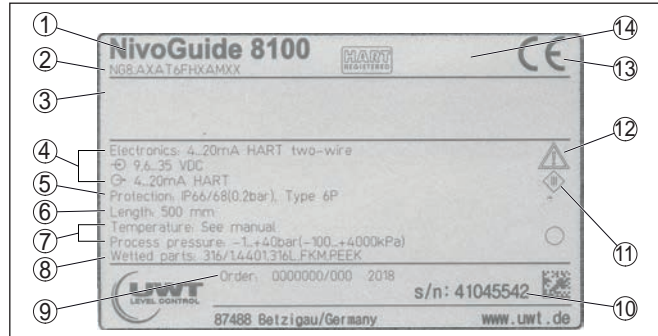 1
NivoGuide 8100
HART
REGISTERED
14
CE
13
2
NG8.AXAT6FHXAMXX
3
4
Electronics: 4...20mA HART two-wire
9,6...35 VDC
4...20mA HART
12
5
Protection: IP66/68(0,2bar), Type 6P
6
Length: 500 mm
7
Temperature: See manual
Process pressure: -1...+40bar(-100...+4000kPa)
11
8
Wetted parts: 316/1.4401,316L,FKM,PEEK
9
Order: 0000000/000 2018
UWT
LEVEL CONTROL
s/n: 41045542
10
87488 Betzigau/Germany
www.uwt.de